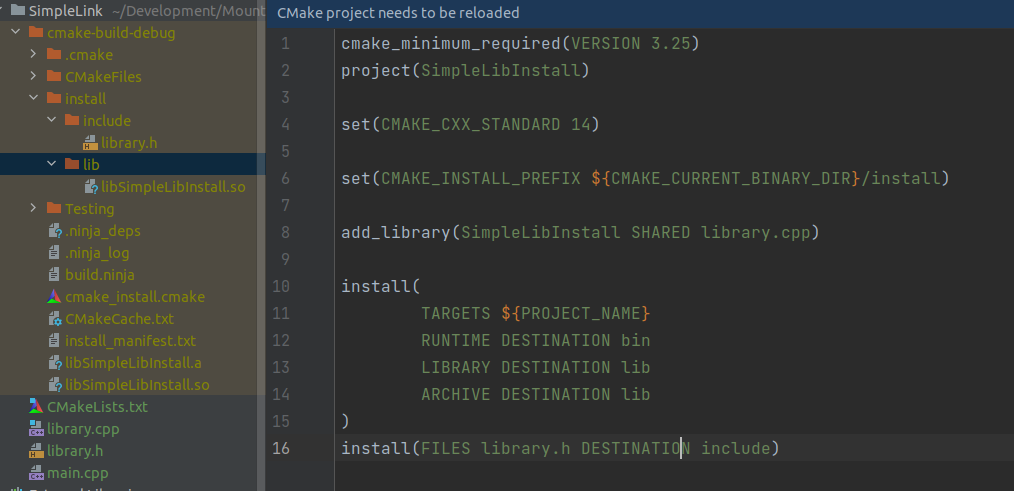 SimpleLink ~/Development/Mount
cmake-build-debug
.cmake
CMakeFiles
install
include
library.h
lib
libSimpleLibInstall.so
Testing
.ninja_deps
.ninja_log
build.ninja
cmake_install.cmake
CMakeCache.txt
install_manifest.txt
libSimpleLibInstall.a
libSimpleLibInstall.so
CMakeLists.txt
library.cpp
library.h
main.cpp
CMake project needs to be reloaded
1 cmake_minimum_required(VERSION 3.25)
2 project(SimpleLibInstall)
3
4 set(CMAKE_CXX_STANDARD 14)
5
6 set(CMAKE_INSTALL_PREFIX ${CMAKE_CURRENT_BINARY_DIR}/install)
7
8 add_library(SimpleLibInstall SHARED library.cpp)
9
10 install(
11 TARGETS ${PROJECT_NAME}
12 RUNTIME DESTINATION bin
13 LIBRARY DESTINATION lib
14 ARCHIVE DESTINATION lib
15 )
16 install(FILES library.h DESTINATION include)